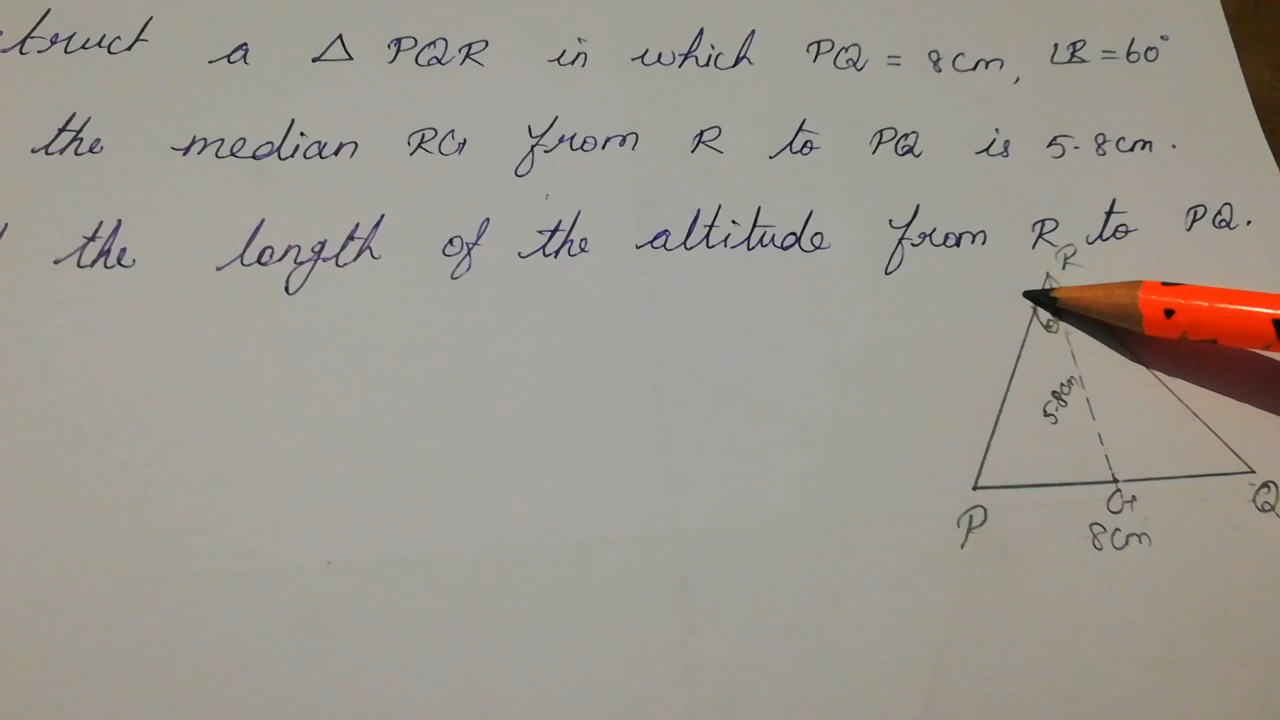 truct a Δ PQR in which PQ = 8cm, ∠R = 60°
the median RG from R to PQ is 5.8cm.
the length of the altitude from R to PQ.
R
5.8cm
P G Q
8cm